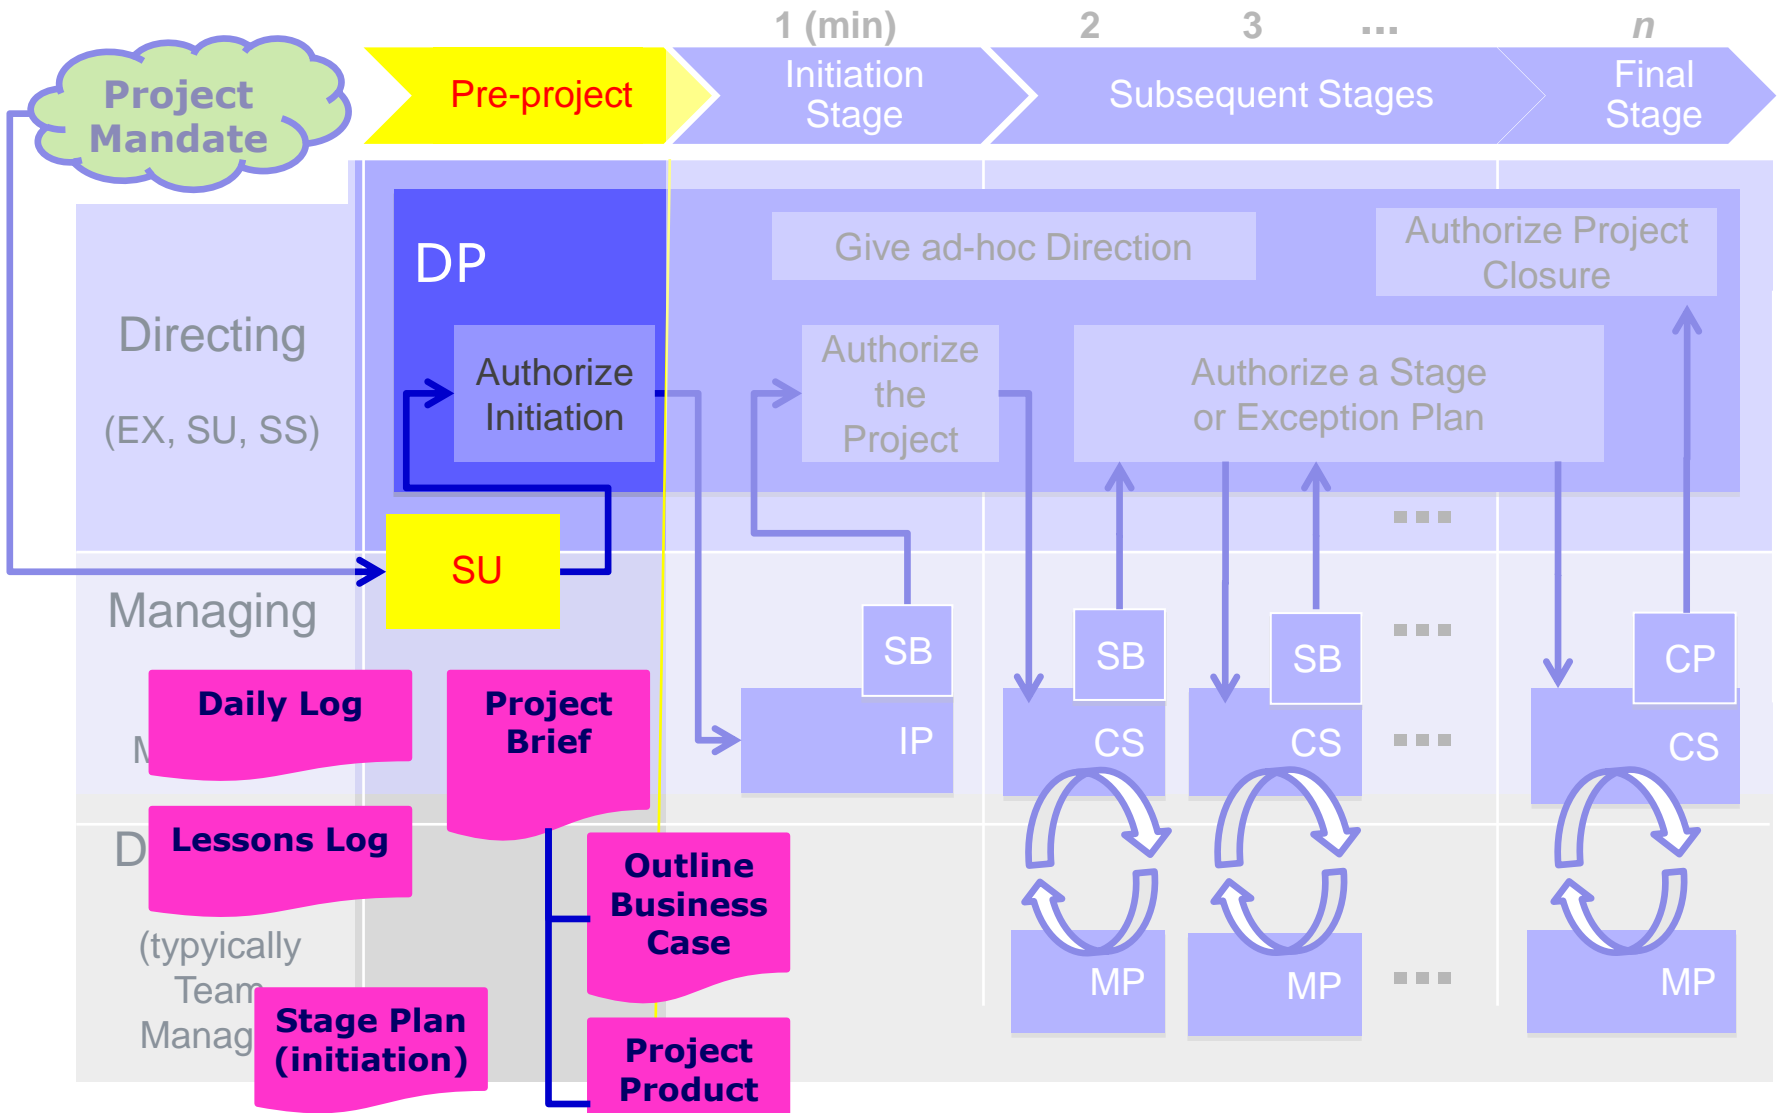 1 (min)
2
3
...
n
Project
Mandate
Pre-project
Initiation
Stage
Subsequent Stages
Final
Stage
DP
Give ad-hoc Direction
Authorize Project
Closure
Directing
(EX, SU, SS)
Authorize
Initiation
Authorize
the
Project
Authorize a Stage
or Exception Plan
...
SU
Managing
SB
SB
SB
...
CP
Daily Log
Project
Brief
M
IP
CS
CS
...
CS
D
Lessons Log
Outline
Business
Case
(typyically
Team
Manag
MP
MP
...
MP
Stage Plan
(initiation)
Project
Product